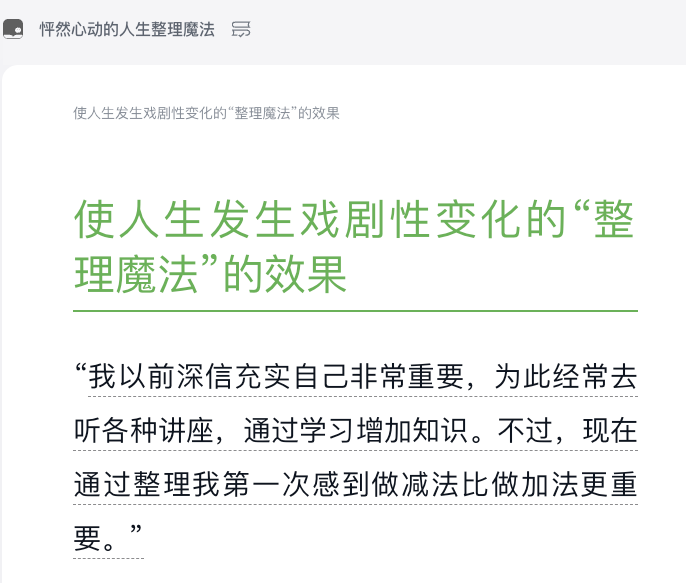 怦然心动的人生整理魔法
使人生发生戏剧性变化的“整理魔法”的效果
使人生发生戏剧性变化的“整
理魔法”的效果
“我以前深信充实自己非常重要，为此经常去
听各种讲座，通过学习增加知识。不过，现在
通过整理我第一次感到做减法比做加法更重
要。”